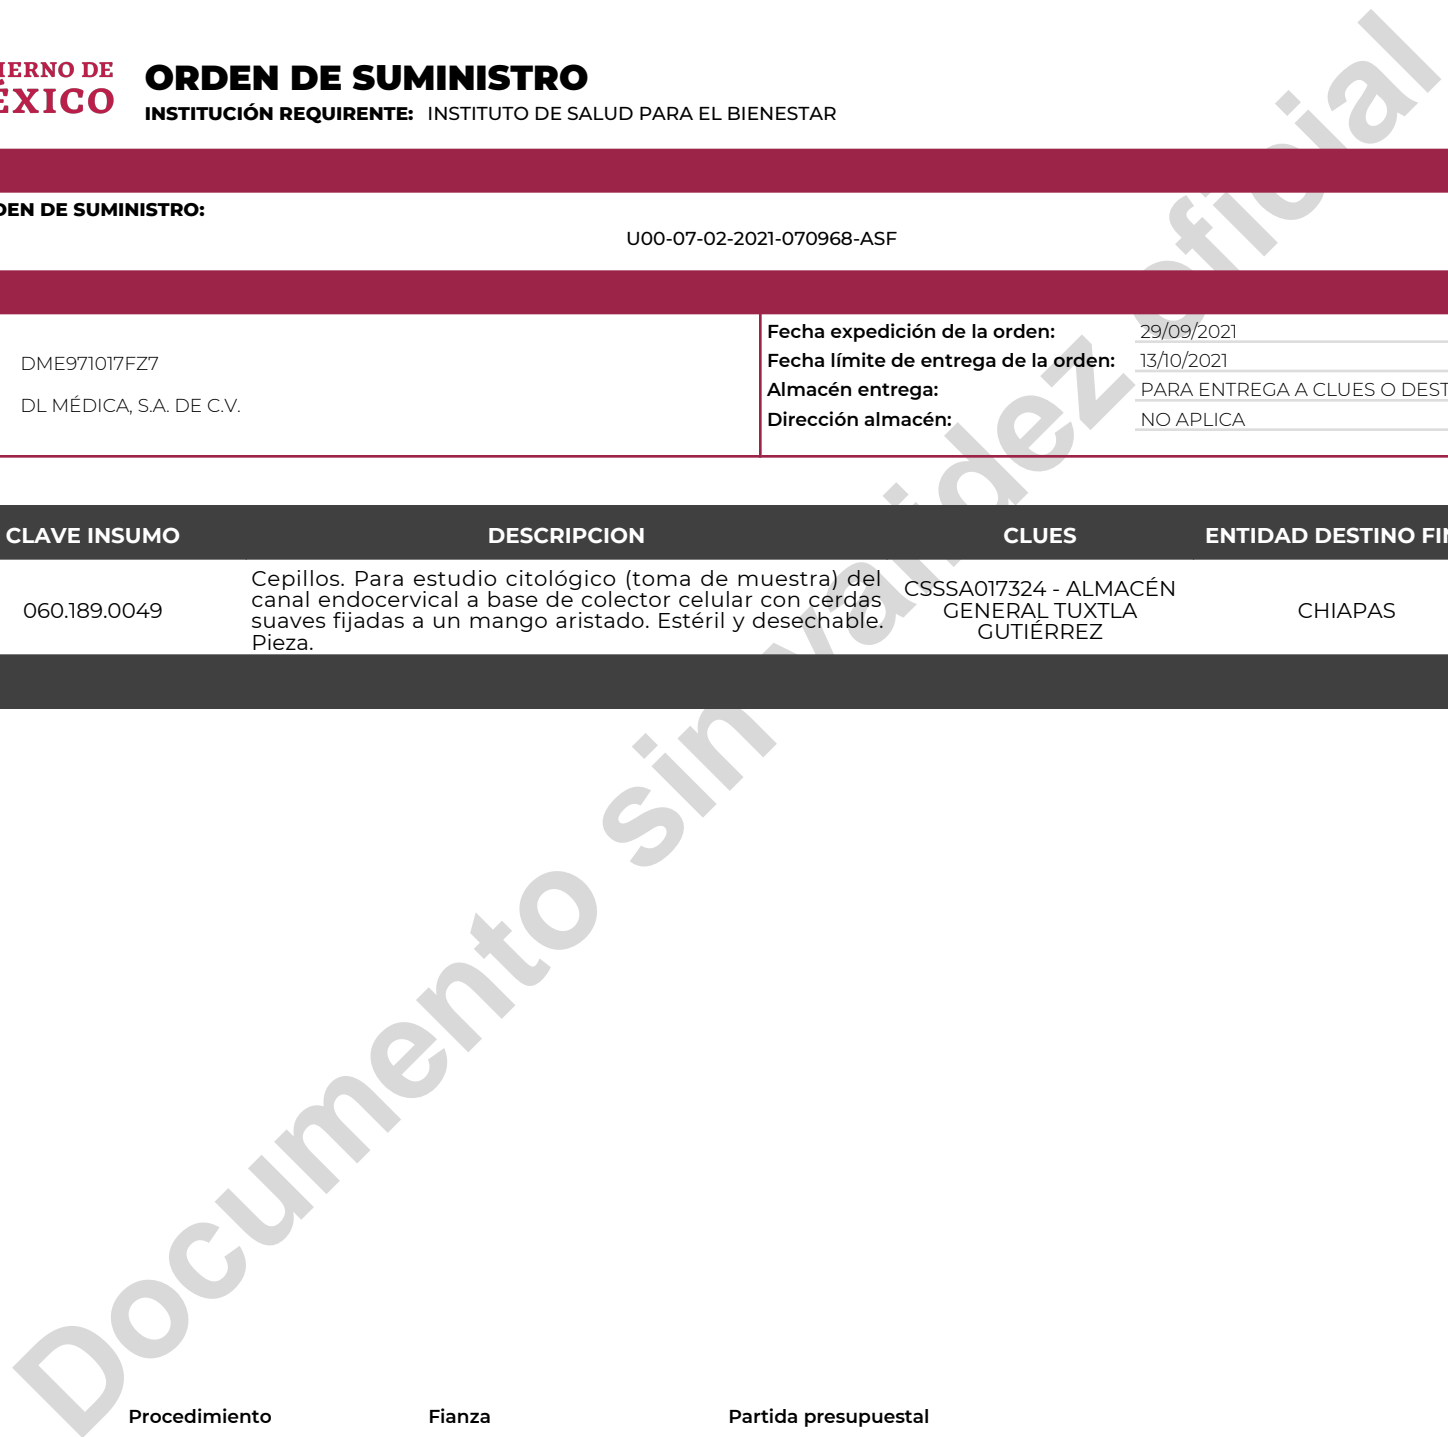 IERNO DE
ÉXICO
ORDEN DE SUMINISTRO
INSTITUCIÓN REQUIRENTE: INSTITUTO DE SALUD PARA EL BIENESTAR
DEN DE SUMINISTRO:
U00-07-02-2021-070968-ASF
DME971017FZ7
DL MÉDICA, S.A. DE C.V.
Fecha expedición de la orden: 29/09/2021
Fecha límite de entrega de la orden: 13/10/2021
Almacén entrega: PARA ENTREGA A CLUES O DEST
Dirección almacén: NO APLICA
CLAVE INSUMO DESCRIPCION CLUES ENTIDAD DESTINO FIN
060.189.0049
Cepillos. Para estudio citológico (toma de muestra) del
canal endocervical a base de colector celular con cerdas
suaves fijadas a un mango aristado. Estéril y desechable.
Pieza.
CSSSA017324 - ALMACÉN
GENERAL TUXTLA
GUTIÉRREZ
CHIAPAS
Documento sin validez oficial
Procedimiento Fianza Partida presupuestal